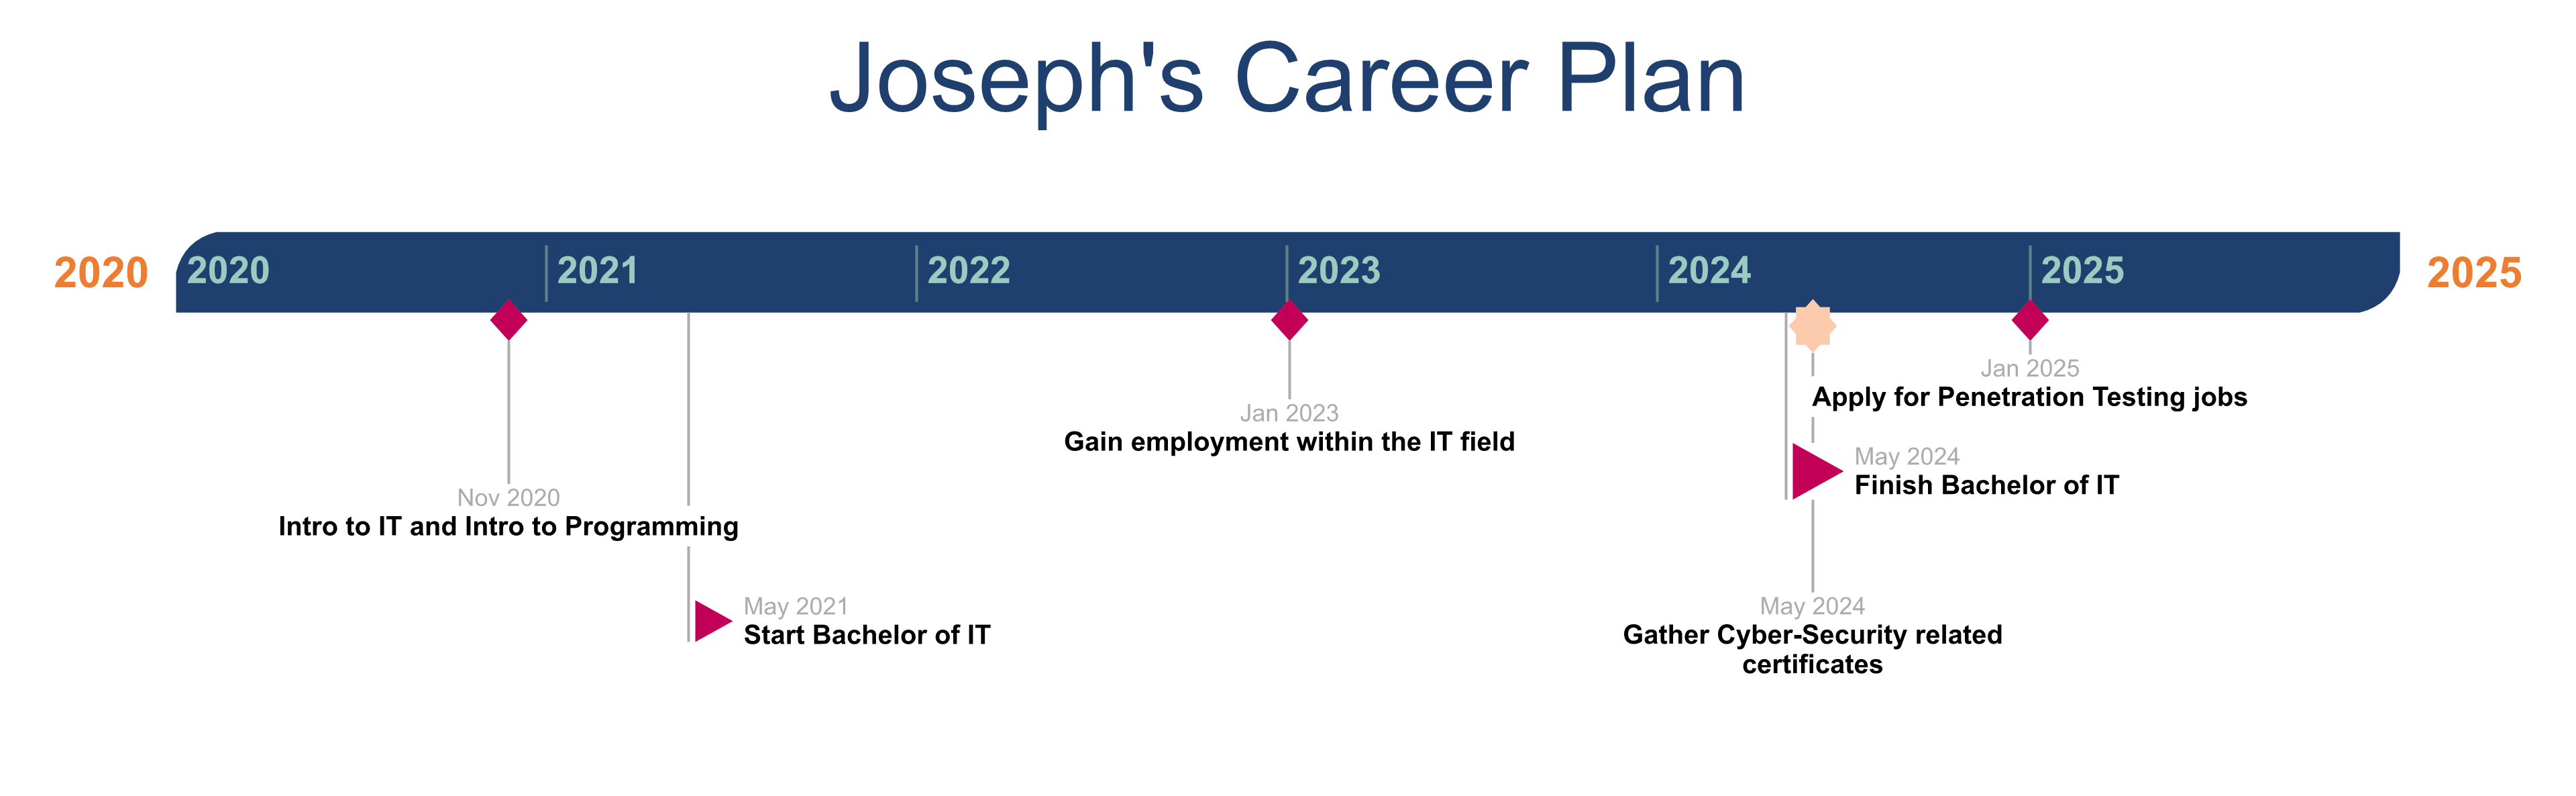 Joseph's Career Plan
2020
2020
2021
2022
2023
2024
2025
2025
Jan 2025
Apply for Penetration Testing jobs
Jan 2023
Gain employment within the IT field
May 2024
Finish Bachelor of IT
Nov 2020
Intro to IT and Intro to Programming
May 2021
Start Bachelor of IT
May 2024
Gather Cyber-Security related
certificates